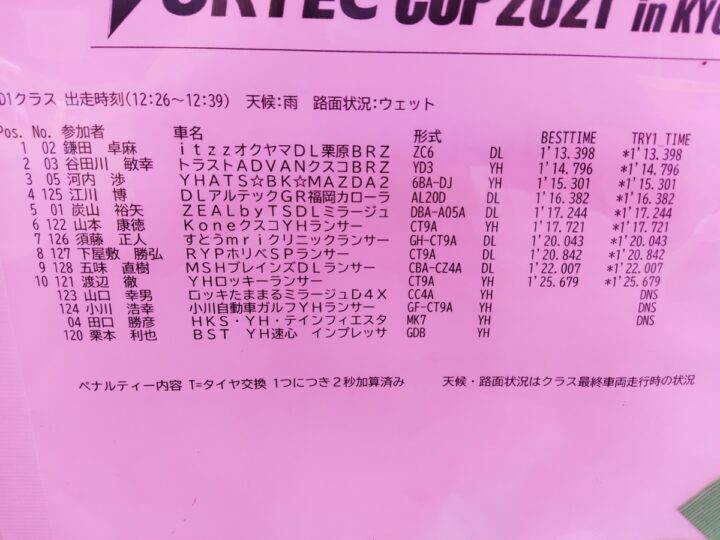 CUP 2021 in KYO
D1クラス 出走時刻(12:26～12:39) 天候:雨 路面状況:ウェット
Pos. No. 参加者 車名 形式 BESTTIME TRY1_TIME
1 02 鎌田 卓麻 ｉｔｚｚオクヤマＤＬ栗原ＢＲＺ ZC6 DL 1'13.398 *1'13.398
2 03 谷田川 敏幸 トラストＡＤＶＡＮクスコＢＲＺ YD3 YH 1'14.796 *1'14.796
3 05 河内 渉 ＹＨＡＴＳ☆ＢＫ☆ＭＡＺＤＡ２ 6BA-DJ YH 1'15.301 *1'15.301
4 125 江川 博 ＤＬアルテックＧＲ福岡カローラ AL20D DL 1'16.382 *1'16.382
5 01 炭山 裕矢 ＺＥＡＬｂｙＴＳＤＬミラージュ DBA-A05A DL 1'17.244 *1'17.244
6 122 山本 康徳 ＫｏｎｅクスコＹＨランサー CT9A YH 1'17.721 *1'17.721
7 126 須藤 正人 すとうｍｒｉクリニックランサー GH-CT9A DL 1'20.043 *1'20.043
8 127 下屋敷 勝弘 ＲＹＰホリベＳＰランサー CT9A DL 1'20.842 *1'20.842
9 128 五味 直樹 ＭＳＨブレインズＤＬランサー CBA-CZ4A DL 1'22.007 *1'22.007
10 121 渡辺 徹 ＹＨロッキーランサー CT9A YH 1'25.679 *1'25.679
123 山口 幸男 ロッキたままるミラージュＤ４Ｘ CC4A YH DNS
124 小川 浩幸 小川自動車ガルフＹＨランサー GF-CT9A YH DNS
04 田口 勝彦 ＨＫＳ・ＹＨ・テインフィエスタ MK7 YH DNS
120 栗本 利也 ＢＳＴ ＹＨ速心 インプレッサ GDB YH
ペナルティー内容 T=タイヤ交換 1つにつき２秒加算済み 天候・路面状況はクラス最終車両走行時の状況